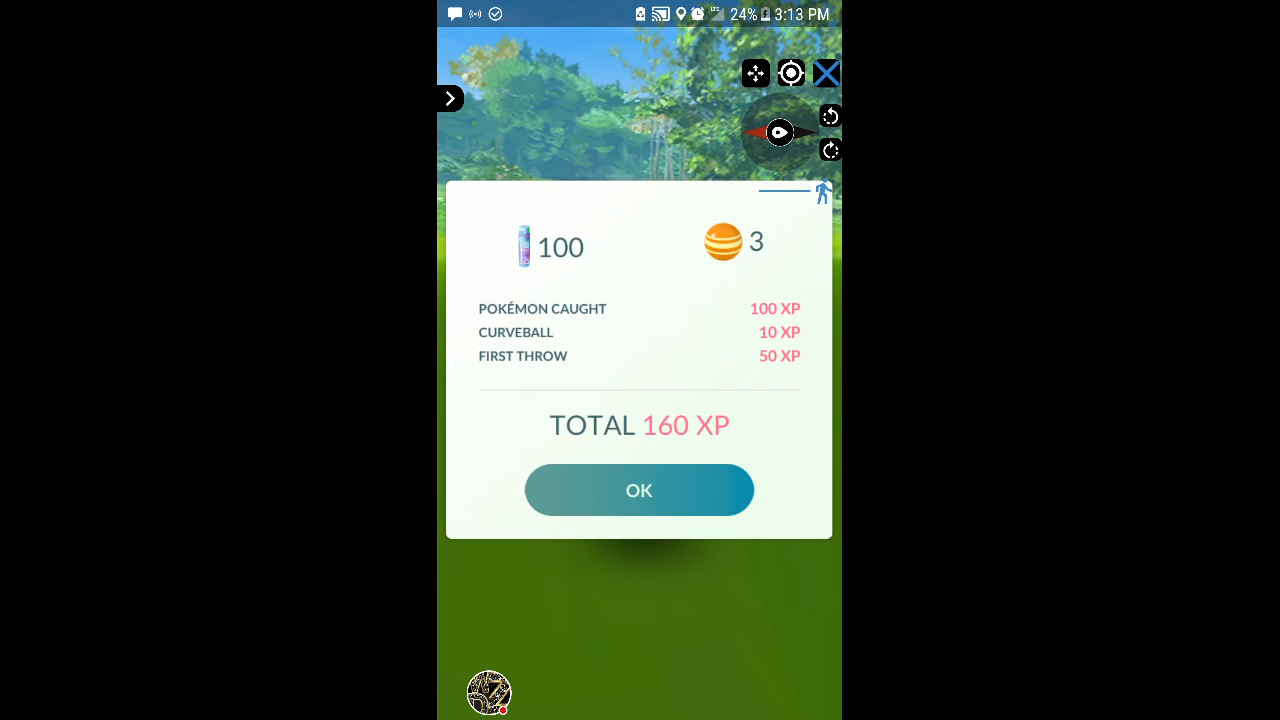 LTE 24% 3:13 PM
100 3
POKÉMON CAUGHT 100 XP
CURVEBALL 10 XP
FIRST THROW 50 XP
TOTAL 160 XP
OK